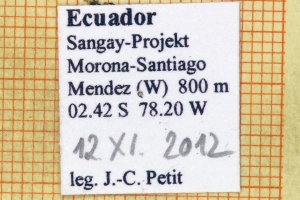 Ecuador
Sangay-Projekt
Morona-Santiago
Mendez (W) 800 m
02.42 S 78.20 W
12 XI. 2012
leg. J.-C. Petit